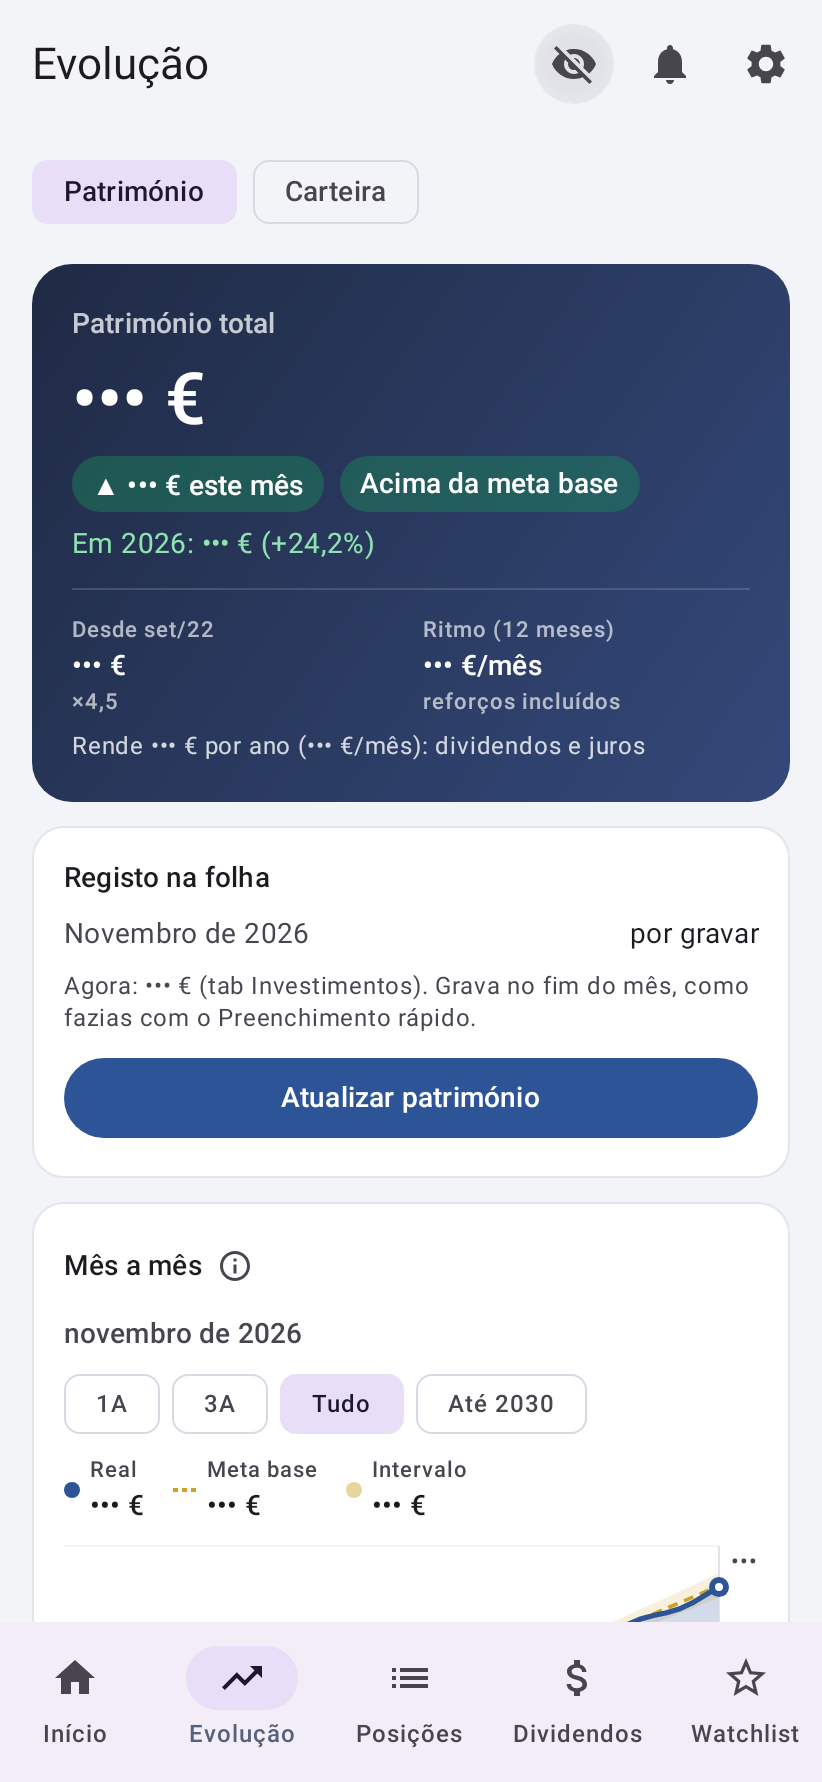 Evolução
Património
Carteira
Património total
••• €
▲ ••• € este mês
Acima da meta base
Em 2026: ••• € (+24,2%)
Desde set/22
Ritmo (12 meses)
••• €
••• €/mês
×4,5
reforços incluídos
Rende ••• € por ano (••• €/mês): dividendos e juros
Registo na folha
Novembro de 2026
por gravar
Agora: ••• € (tab Investimentos). Grava no fim do mês, como
fazias com o Preenchimento rápido.
Atualizar património
Mês a mês
novembro de 2026
1A
3A
Tudo
Até 2030
Real
Meta base
Intervalo
••• €
••• €
••• €
•••
Início
Evolução
Posições
Dividendos
Watchlist